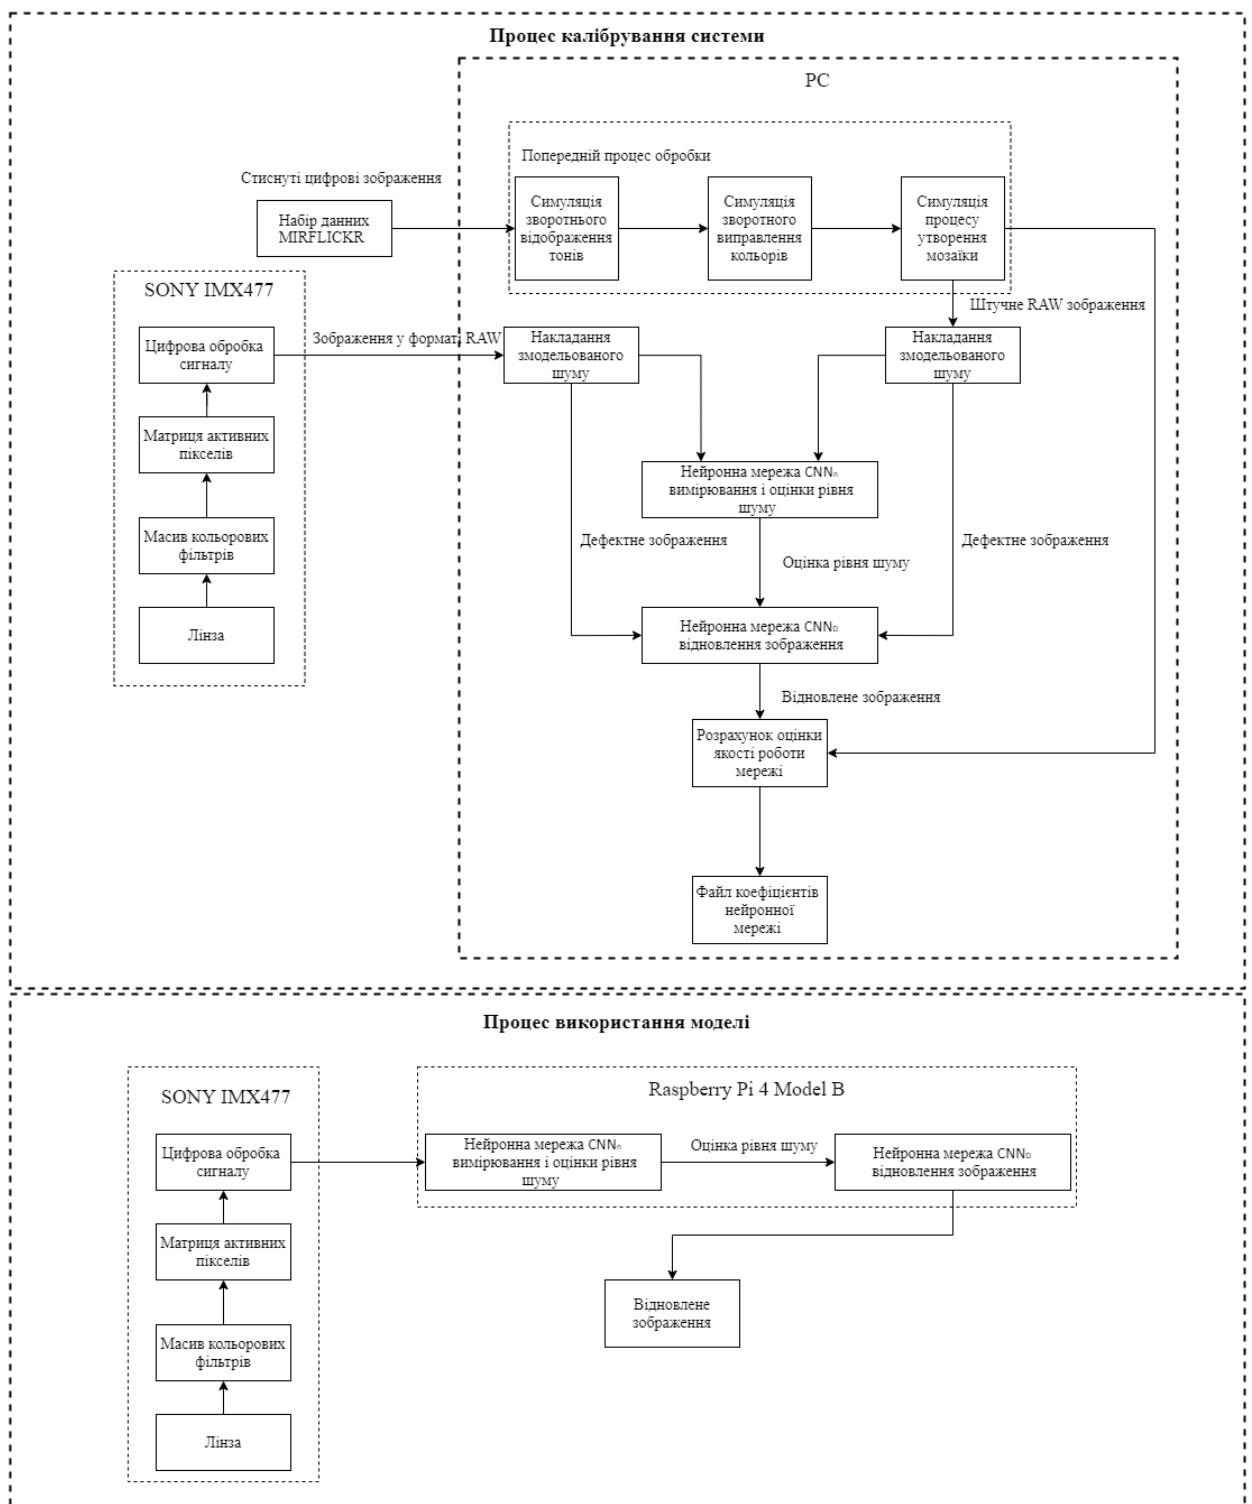 Процес калібрування системи
PC
Попередній процес обробки
Стиснуті цифрові зображення
Набір данних
MIRFLICKR
Симуляція
зворотнього
відображення
тонів
Симуляція
зворотного
виправлення
кольорів
Симуляція
процесу
утворення
мозаїки
SONY IMX477
Штучне RAW зображення
Цифрова обробка
сигналу
Зображення у форматі RAW
Накладання
змодельованого
шуму
Накладання
змодельованого
шуму
Матриця активних
пікселів
Нейронна мережа CNNₙ
вимірювання і оцінки рівня
шуму
Масив кольорових
фільтрів
Дефектне зображення
Оцінка рівня шуму
Дефектне зображення
Лінза
Нейронна мережа CNND
відновлення зображення
Відновлене зображення
Розрахунок оцінки
якості роботи
мережі
Файл коефіцієнтів
нейронної
мережі
Процес використання моделі
SONY IMX477
Raspberry Pi 4 Model B
Цифрова обробка
сигналу
Нейронна мережа CNNₙ
вимірювання і оцінки рівня
шуму
Оцінка рівня шуму
Нейронна мережа CNND
відновлення зображення
Матриця активних
пікселів
Відновлене
зображення
Масив кольорових
фільтрів
Лінза